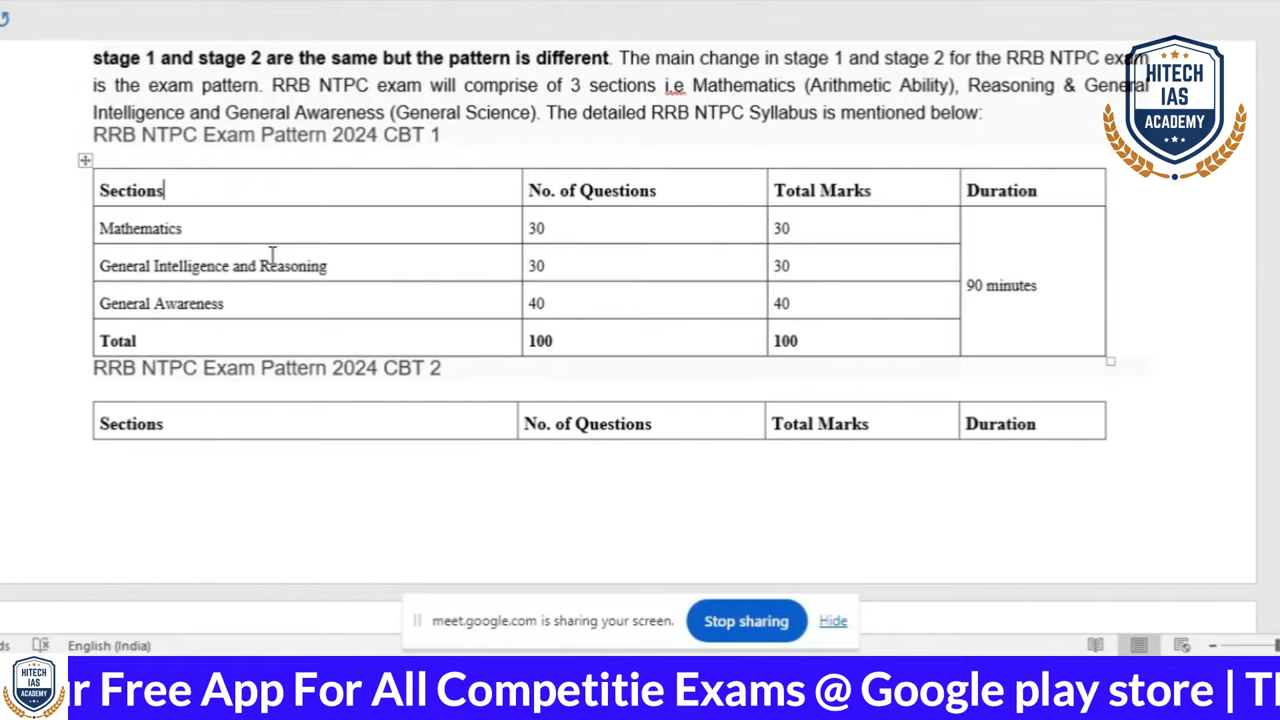 stage 1 and stage 2 are the same but the pattern is different. The main change in stage 1 and stage 2 for the RRB NTPC exam
is the exam pattern. RRB NTPC exam will comprise of 3 sections i.e Mathematics (Arithmetic Ability), Reasoning & General
Intelligence and General Awareness (General Science). The detailed RRB NTPC Syllabus is mentioned below:
HITECH
IAS
ACADEMY
RRB NTPC Exam Pattern 2024 CBT 1
Sections No. of Questions Total Marks Duration
Mathematics 30 30
General Intelligence and Reasoning 30 30
90 minutes
General Awareness 40 40
Total 100 100
RRB NTPC Exam Pattern 2024 CBT 2
Sections No. of Questions Total Marks Duration
meet.google.com is sharing your screen. Stop sharing Hide
ds English (India)
HITECH
IAS
ACADEMY
r Free App For All Competitie Exams @ Google play store | T